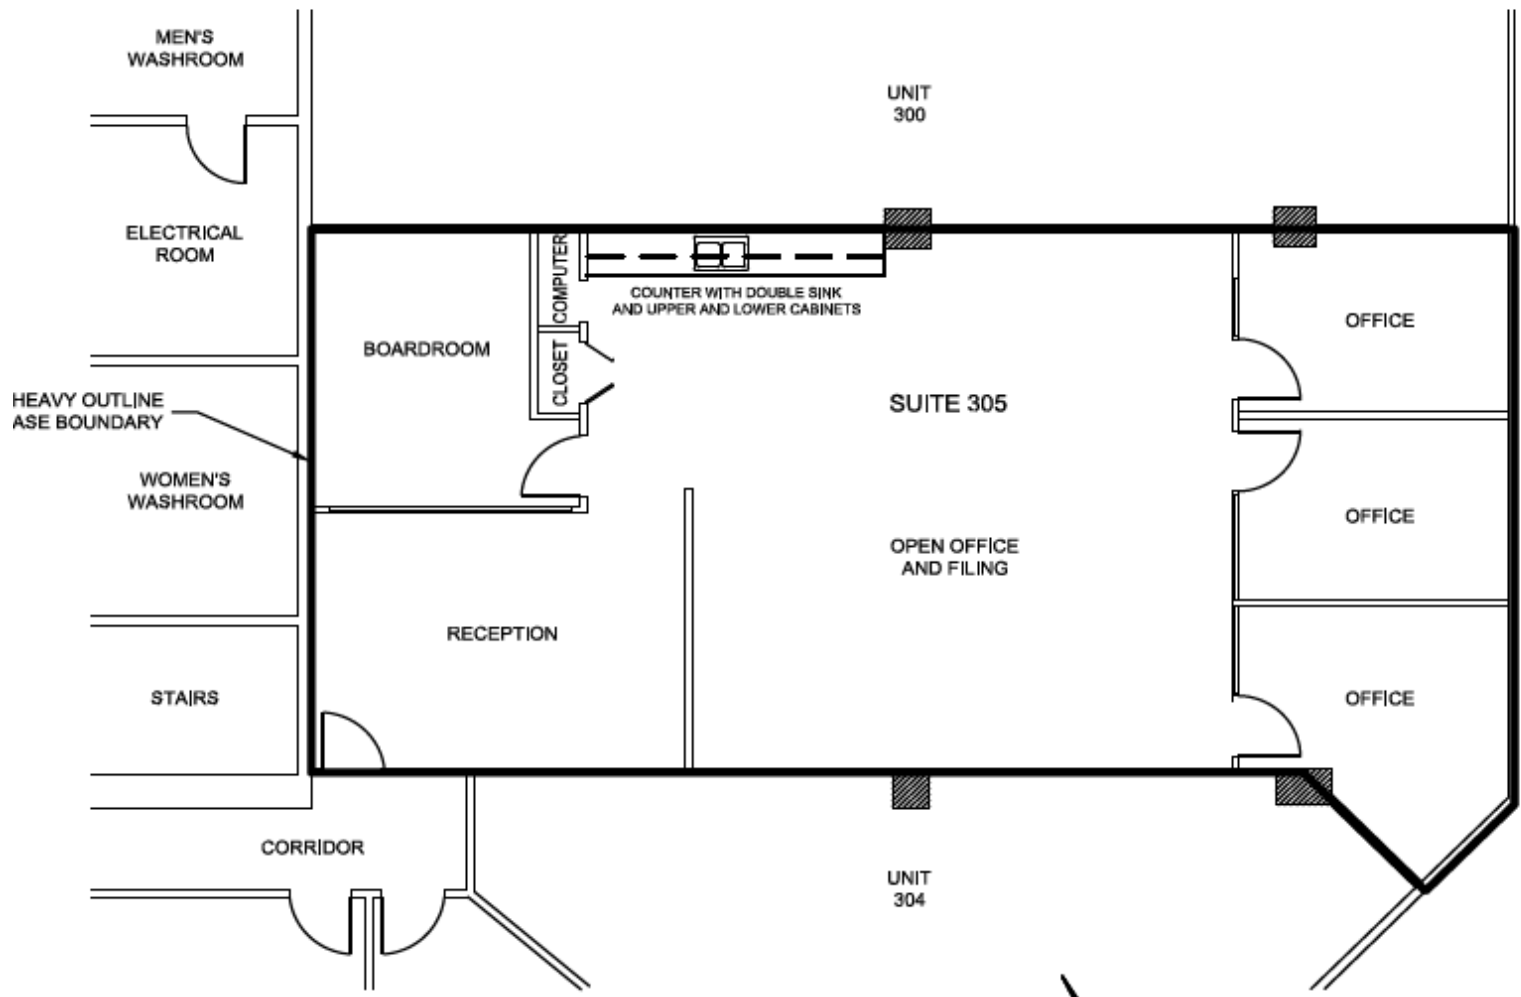 MEN'S
WASHROOM
UNIT
300
ELECTRICAL
ROOM
COMPUTER
COUNTER WITH DOUBLE SINK
AND UPPER AND LOWER CABINETS
OFFICE
BOARDROOM
CLOSET
HEAVY OUTLINE
ASE BOUNDARY
SUITE 305
WOMEN'S
WASHROOM
OFFICE
OPEN OFFICE
AND FILING
RECEPTION
STAIRS
OFFICE
CORRIDOR
UNIT
304